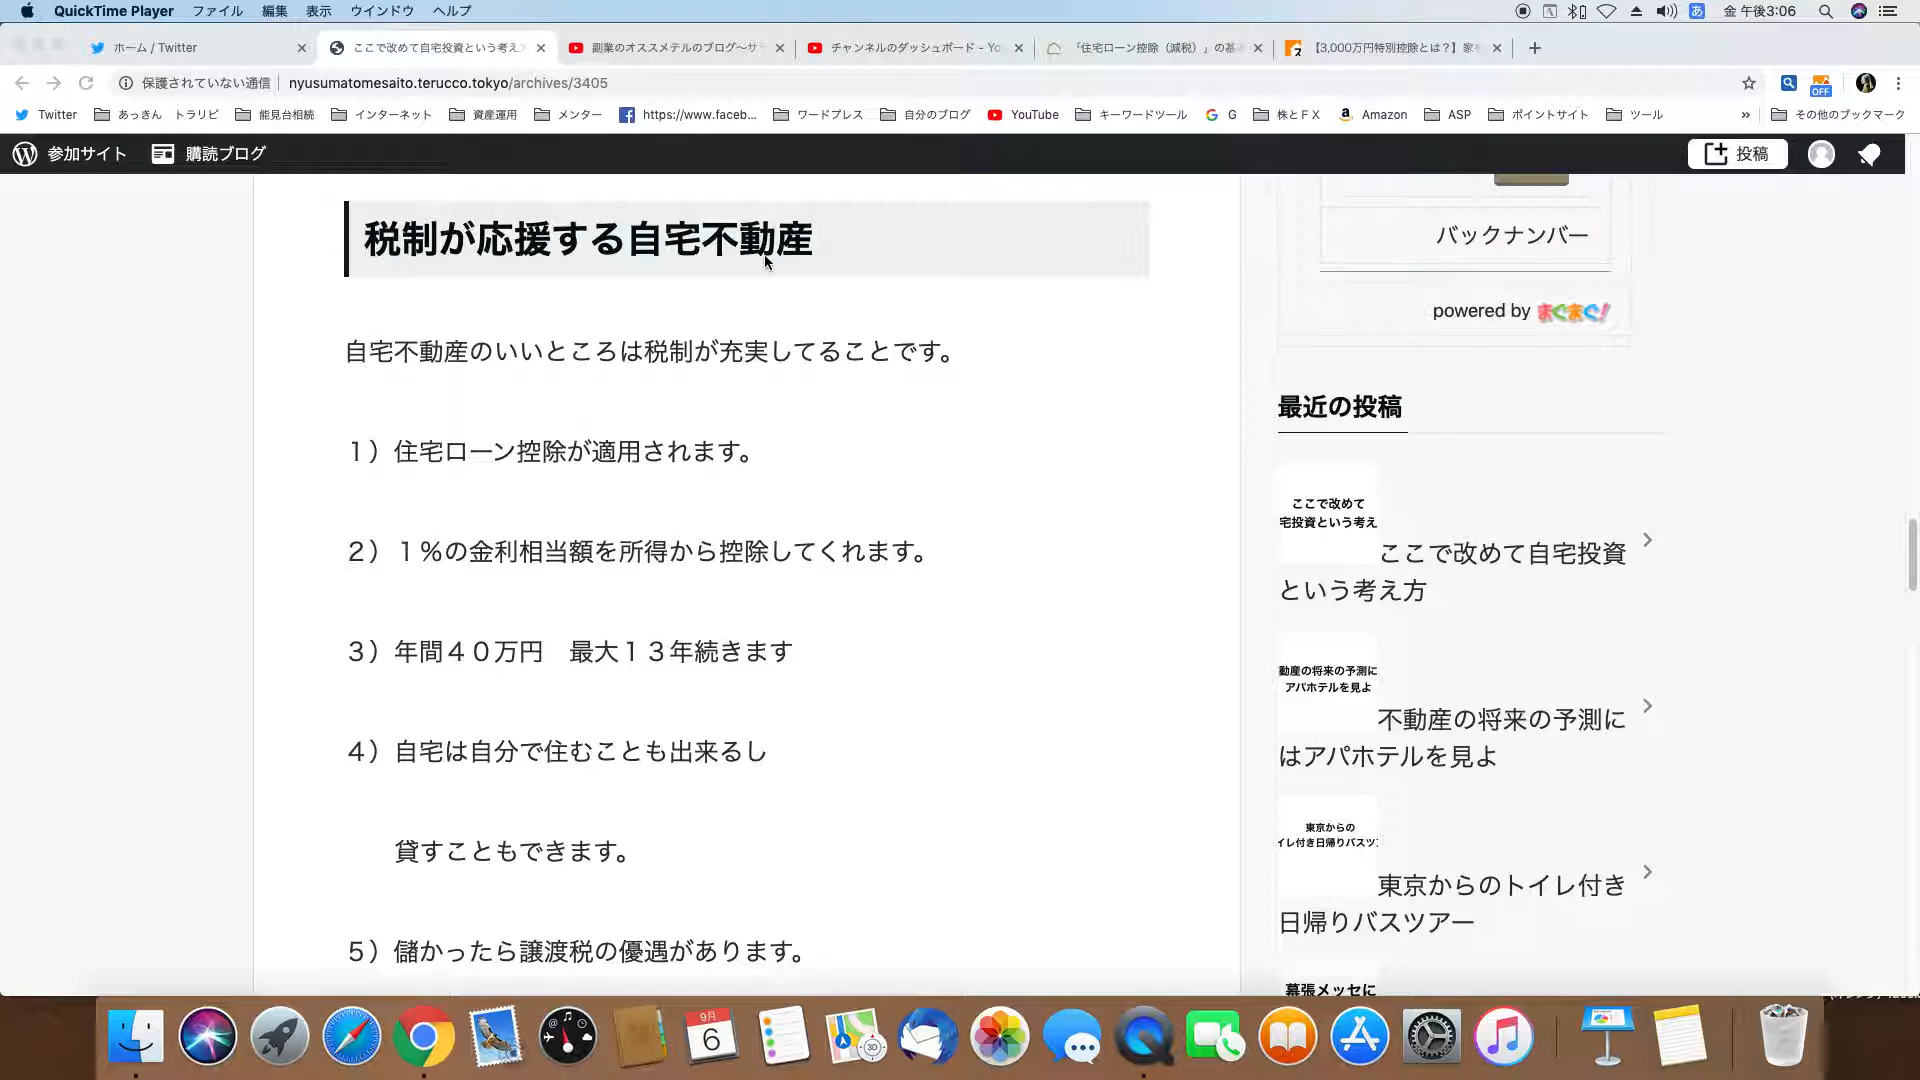 QuickTime Player ファイル 編集 表示 ウインドウ ヘルプ
金 午後3:06
ホーム / Twitter
ここで改めて自宅投資という考え
副業のオススメテルのブログ〜サ
チャンネルのダッシュボード - Yo
「住宅ローン控除（減税）」の基
【3,000万円特別控除とは？】家
保護されていない通信 nyusumatomesaito.terucco.tokyo/archives/3405
OFF
Twitter あっきん トラリピ 能見台相続 インターネット 資産運用 メンター https://www.faceb... ワードプレス 自分のブログ YouTube キーワードツール G 株とＦＸ Amazon ASP ポイントサイト ツール » その他のブックマーク
参加サイト 購読ブログ 投稿
税制が応援する自宅不動産
自宅不動産のいいところは税制が充実してることです。
１）住宅ローン控除が適用されます。
２）１％の金利相当額を所得から控除してくれます。
３）年間４０万円　最大１３年続きます
４）自宅は自分で住むことも出来るし
貸すこともできます。
５）儲かったら譲渡税の優遇があります。
バックナンバー
powered by まぐまぐ!
最近の投稿
ここで改めて
宅投資という考え
ここで改めて自宅投資
という考え方
動産の将来の予測に
アパホテルを見よ
不動産の将来の予測に
はアパホテルを見よ
東京からの
イレ付き日帰りバスツ
東京からのトイレ付き
日帰りバスツアー
幕張メッセに
9月
6
3D